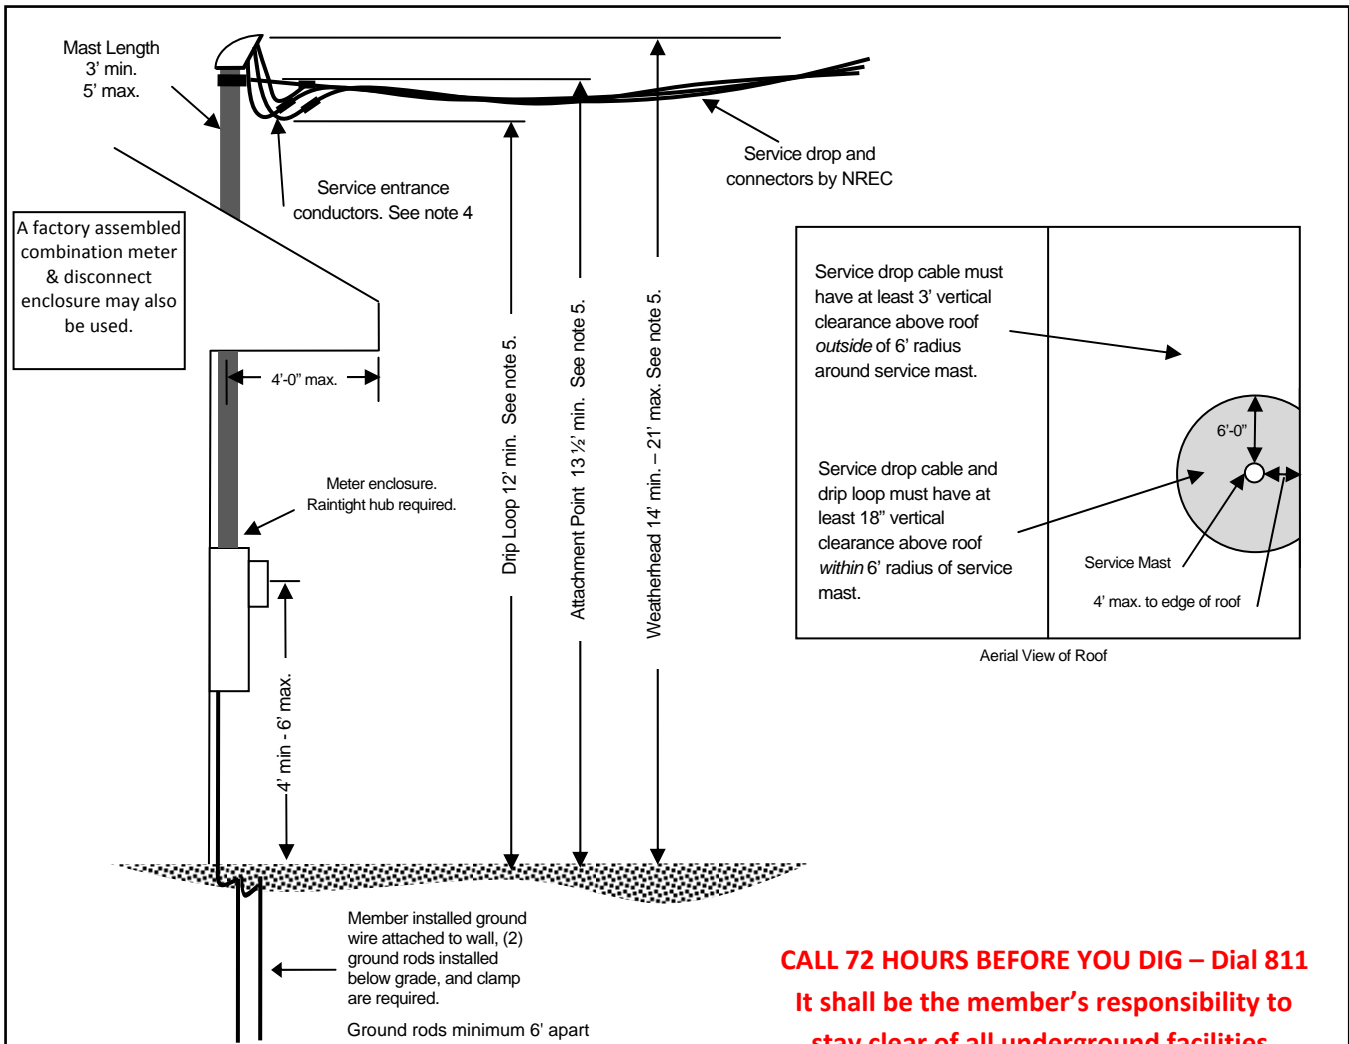 Mast Length
3' min.
5' max.
Service entrance
conductors. See note 4
Service drop and
connectors by NREC
A factory assembled
combination meter
& disconnect
enclosure may also
be used.
4'-0” max.
Meter enclosure.
Raintight hub required.
4’ min - 6’ max.
Drip Loop 12’ min.  See note 5.
Attachment Point  13 ½’ min.  See note 5.
Weatherhead 14’ min. – 21’ max. See note 5.
Service drop cable must
have at least 3’ vertical
clearance above roof
outside of 6’ radius
around service mast.
Service drop cable and
drip loop must have at
least 18” vertical
clearance above roof
within 6’ radius of service
mast.
6’-0”
Service Mast
4’ max. to edge of roof
Aerial View of Roof
Member installed ground
wire attached to wall, (2)
ground rods installed
below grade, and clamp
are required.
Ground rods minimum 6' apart
CALL 72 HOURS BEFORE YOU DIG – Dial 811
It shall be the member’s responsibility to
stay clear of all underground facilities